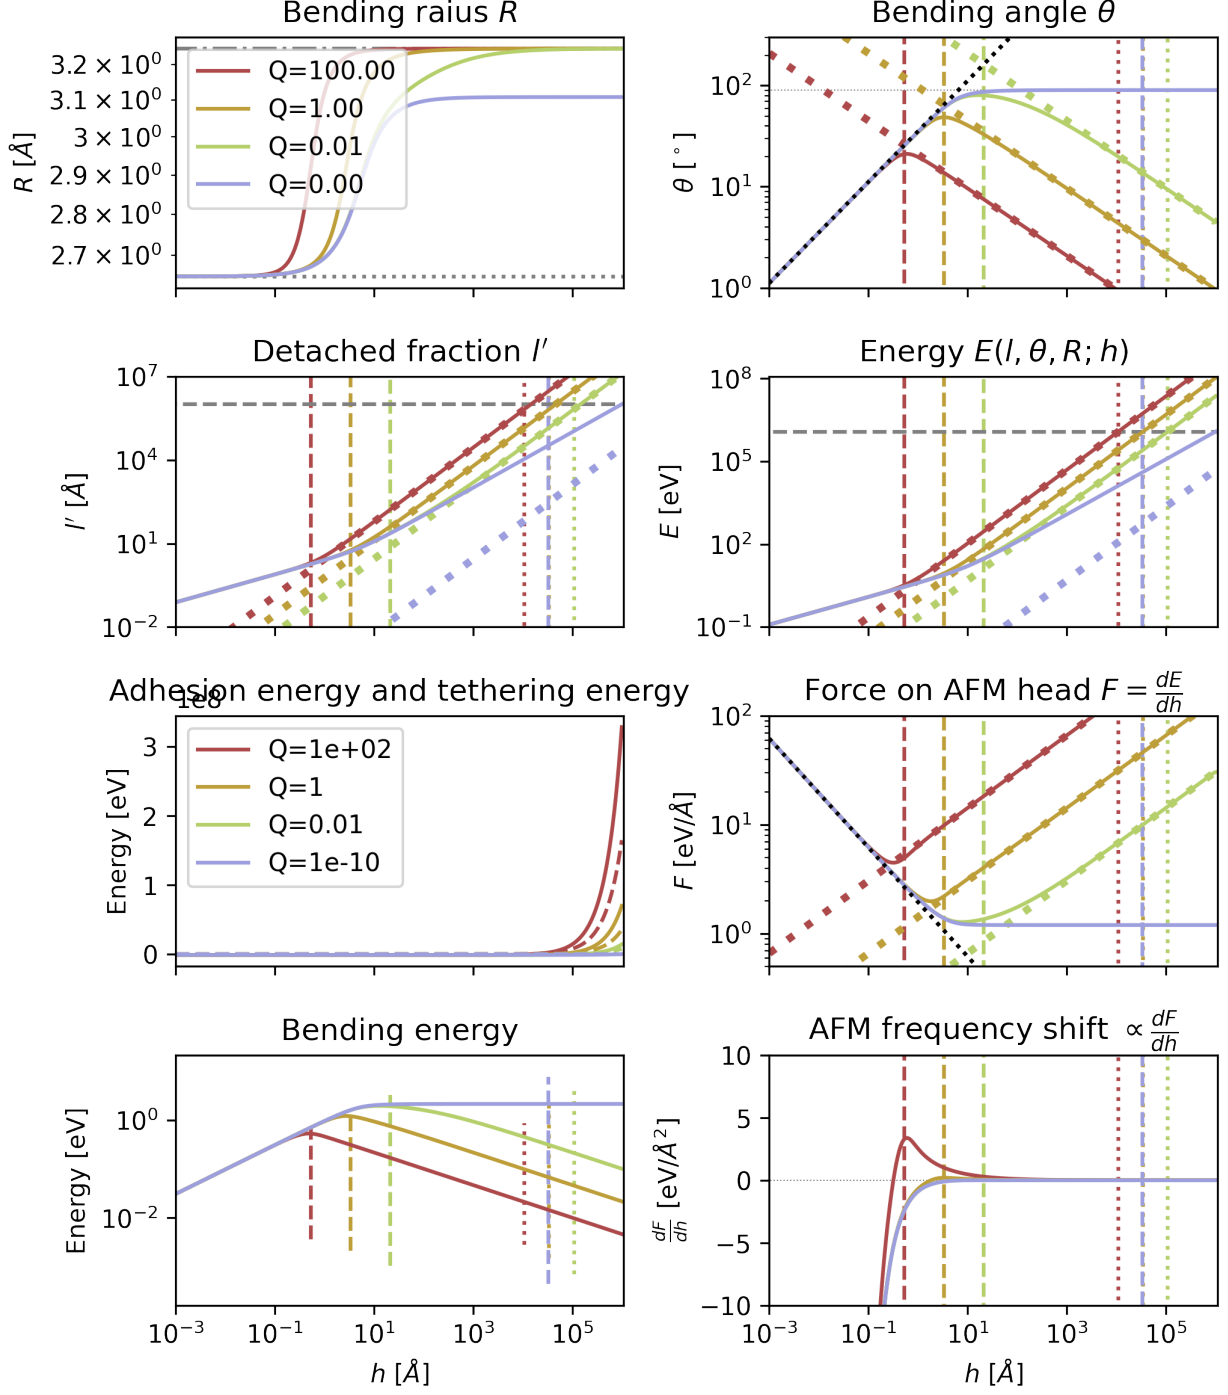 Bending raius R
Bending angle θ
R [Å]
3.2 × 10⁰
3.1 × 10⁰
3 × 10⁰
2.9 × 10⁰
2.8 × 10⁰
2.7 × 10⁰
Q=100.00
Q=1.00
Q=0.01
Q=0.00
θ [°]
10²
10¹
10⁰
Detached fraction l′
Energy E(l, θ, R; h)
l′ [Å]
10⁷
10⁴
10¹
10⁻²
E [eV]
10⁸
10⁵
10²
10⁻¹
Adhesion energy and tethering energy
1e8
Force on AFM head F = dE/dh
Energy [eV]
3
2
1
0
Q=1e+02
Q=1
Q=0.01
Q=1e-10
F [eV/Å]
10²
10¹
10⁰
Bending energy
AFM frequency shift ∝ dF/dh
Energy [eV]
10⁰
10⁻²
10⁻³ 10⁻¹ 10¹ 10³ 10⁵
h [Å]
dF/dh [eV/Å²]
10
5
0
−5
−10
10⁻³ 10⁻¹ 10¹ 10³ 10⁵
h [Å]